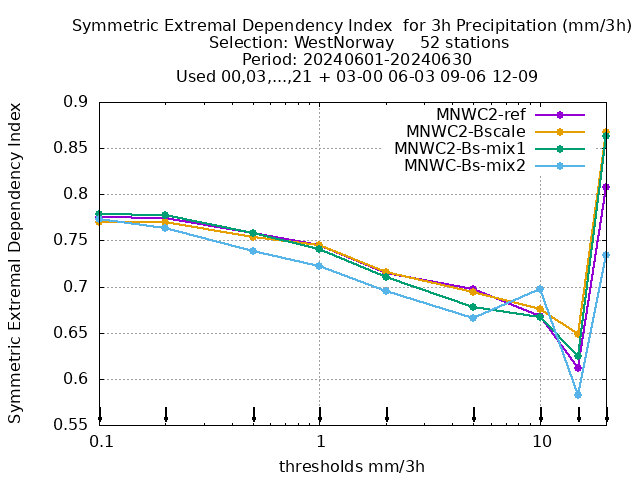 Symmetric Extremal Dependency Index  for 3h Precipitation (mm/3h)
Selection: WestNorway     52 stations
Period: 20240601-20240630
Used 00,03,...,21 + 03-00 06-03 09-06 12-09
Symmetric Extremal Dependency Index
0.9
0.85
0.8
0.75
0.7
0.65
0.6
0.55
MNWC2-ref
MNWC2-Bscale
MNWC2-Bs-mix1
MNWC-Bs-mix2
0.1
1
10
thresholds mm/3h